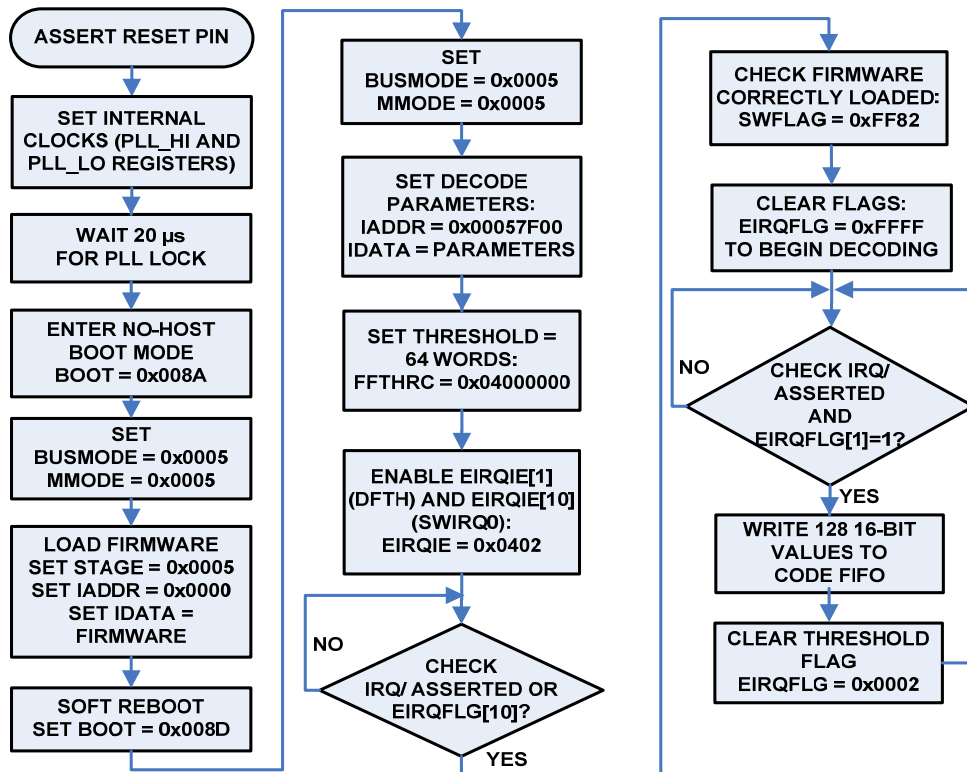 ASSERT RESET PIN
SET INTERNAL
CLOCKS (PLL_HI AND
PLL_LO REGISTERS)
WAIT 20 µs
FOR PLL LOCK
ENTER NO-HOST
BOOT MODE
BOOT = 0x008A
SET
BUSMODE = 0x0005
MMODE = 0x0005
LOAD FIRMWARE
SET STAGE = 0x0005
SET IADDR = 0x0000
SET IDATA =
FIRMWARE
SOFT REBOOT
SET BOOT = 0x008D
SET
BUSMODE = 0x0005
MMODE = 0x0005
SET DECODE
PARAMETERS:
IADDR = 0x00057F00
IDATA = PARAMETERS
SET THRESHOLD =
64 WORDS:
FFTHRC = 0x04000000
ENABLE EIRQIE[1]
(DFTH) AND EIRQIE[10]
(SWIRQ0):
EIRQIE = 0x0402
NO
CHECK
IRQ/ ASSERTED OR
EIRQFLG[10]?
YES
CHECK FIRMWARE
CORRECTLY LOADED:
SWFLAG = 0xFF82
CLEAR FLAGS:
EIRQFLG = 0xFFFF
TO BEGIN DECODING
NO
CHECK IRQ/
ASSERTED
AND
EIRQFLG[1]=1?
YES
WRITE 128 16-BIT
VALUES TO
CODE FIFO
CLEAR THRESHOLD
FLAG
EIRQFLG = 0x0002